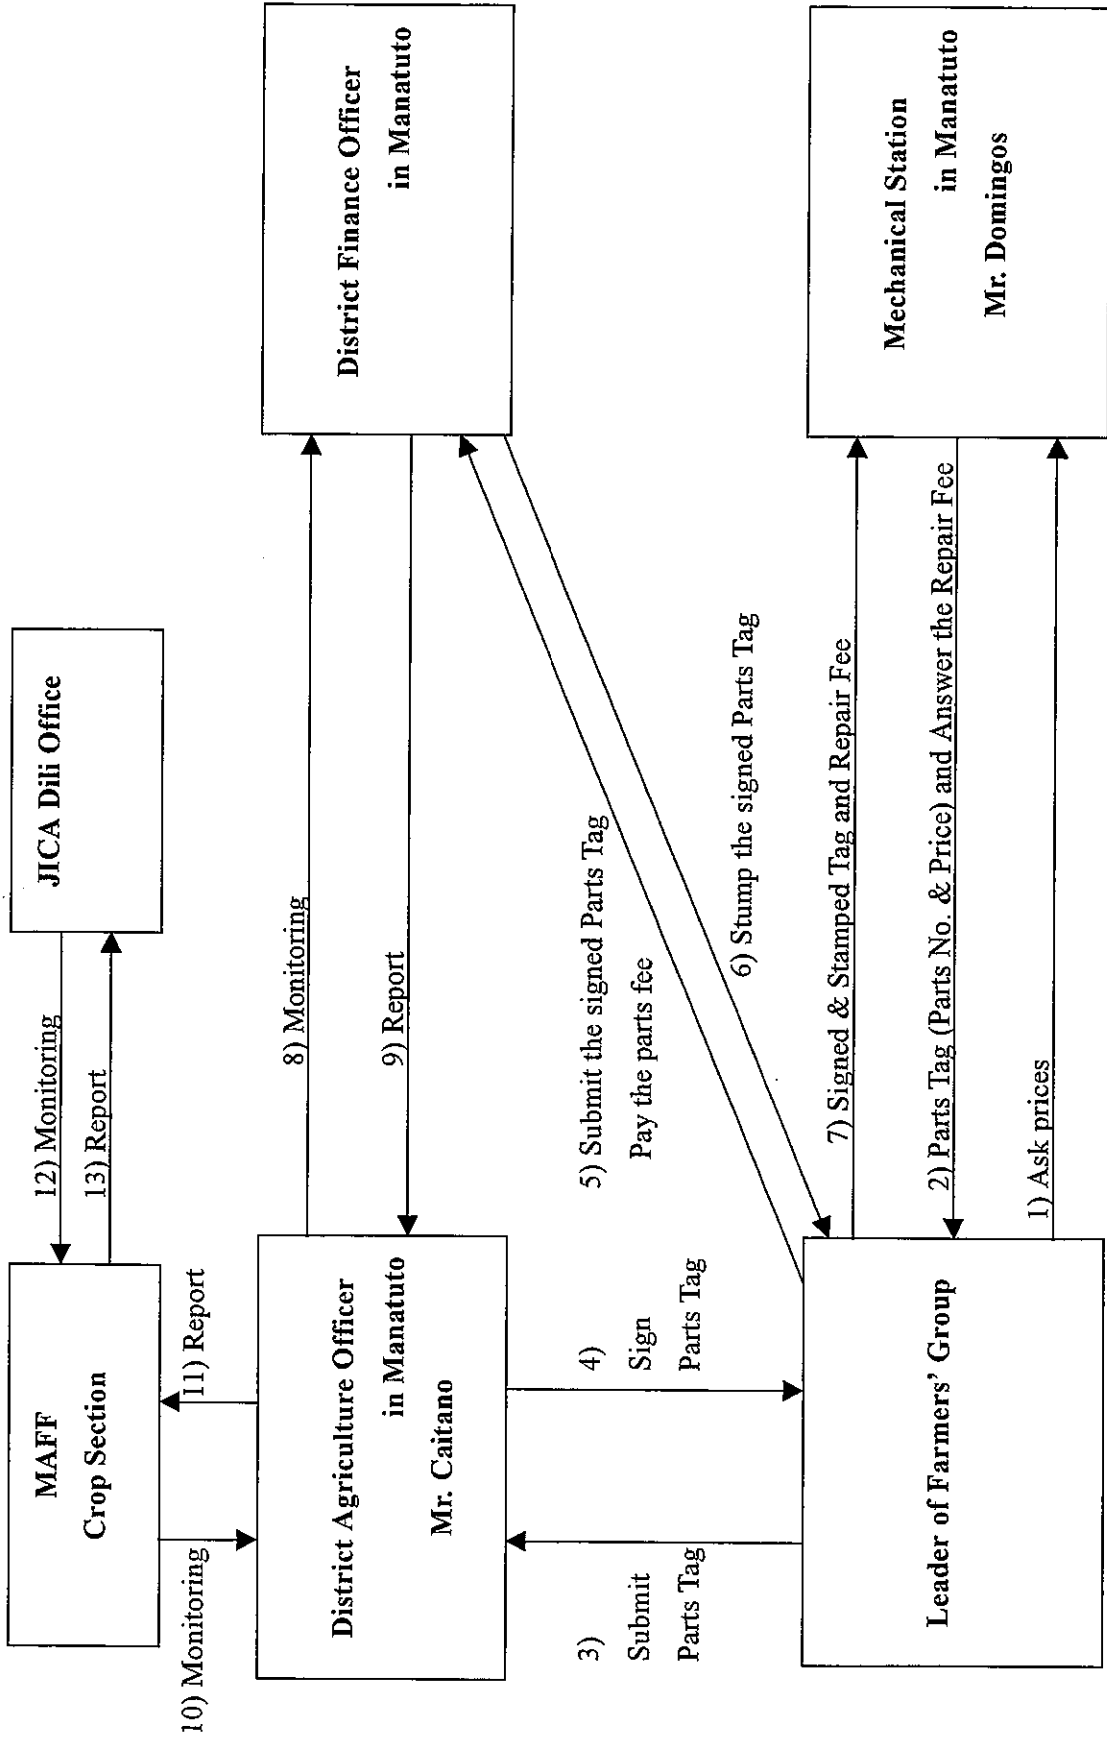 MAFF
Crop Section
12) Monitoring
13) Report
JICA Dili Office
10) Monitoring
11) Report
District Agriculture Officer
in Manatuto
Mr. Caitano
8) Monitoring
9) Report
District Finance Officer
in Manatuto
3)
Submit
Parts Tag
4)
Sign
Parts Tag
5) Submit the signed Parts Tag
Pay the parts fee
6) Stump the signed Parts Tag
Leader of Farmers' Group
7) Signed & Stamped Tag and Repair Fee
2) Parts Tag (Parts No. & Price) and Answer the Repair Fee
1) Ask prices
Mechanical Station
in Manatuto
Mr. Domingos